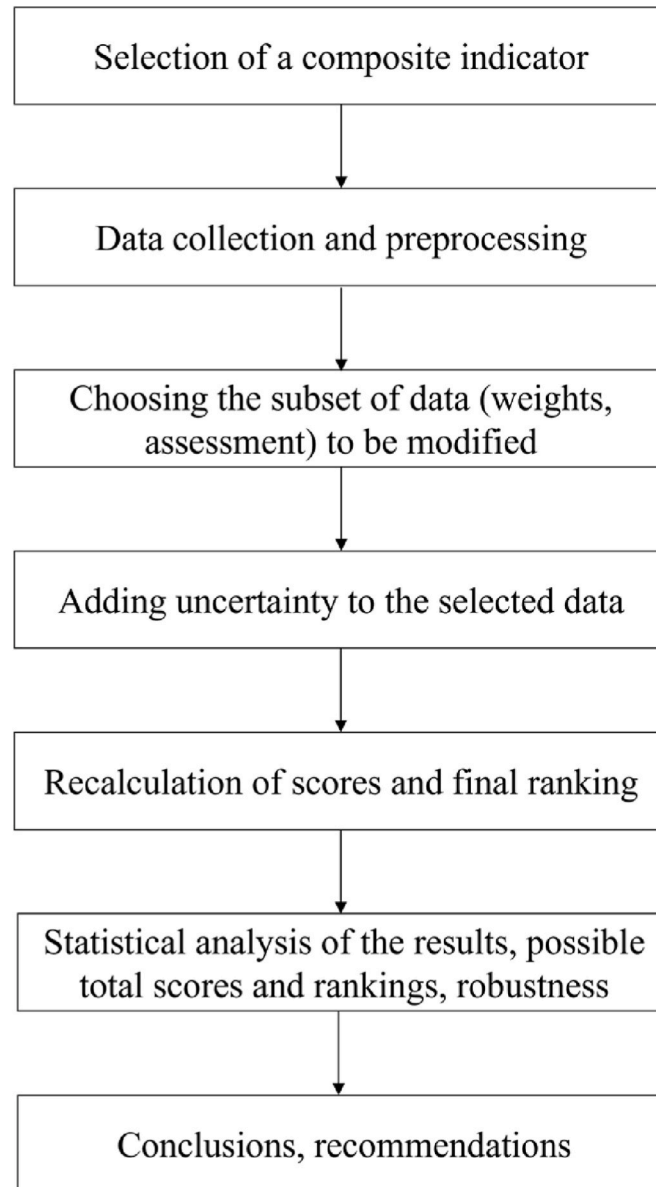 Selection of a composite indicator
Data collection and preprocessing
Choosing the subset of data (weights,
assessment) to be modified
Adding uncertainty to the selected data
Recalculation of scores and final ranking
Statistical analysis of the results, possible
total scores and rankings, robustness
Conclusions, recommendations